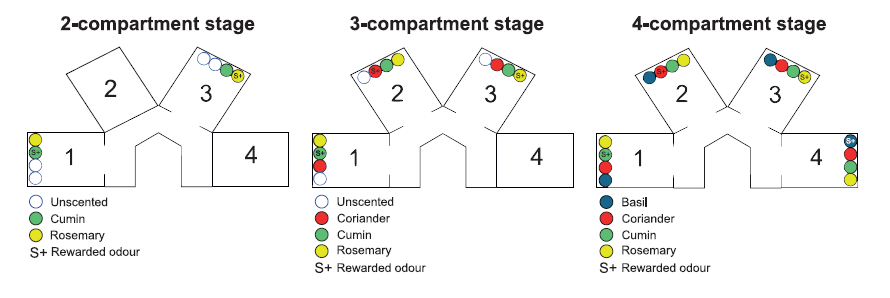 2-compartment stage
2
3
S+
1
S+
4
Unscented
Cumin
Rosemary
S+ Rewarded odour
3-compartment stage
S+
2
3
S+
1
S+
4
Unscented
Coriander
Cumin
Rosemary
S+ Rewarded odour
4-compartment stage
S+
2
3
S+
1
S+
4
S+
Basil
Coriander
Cumin
Rosemary
S+ Rewarded odour